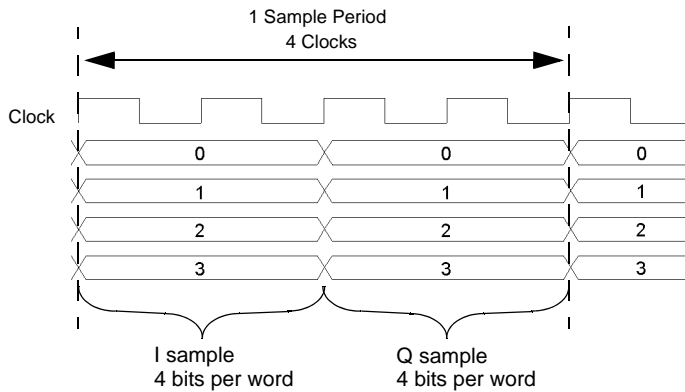 1 Sample Period
4 Clocks
Clock
0 0 0
1 1 1
2 2 2
3 3 3
I sample
4 bits per word
Q sample
4 bits per word